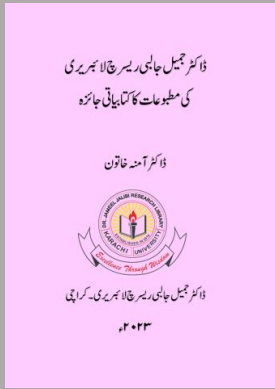 ڈاکٹر جمیل جالبی ریسرچ لائبریری
کی مطبوعات کا کتابیاتی جائزہ
ڈاکٹر آمنہ خاتون
DR. JAMEEL JALIBI RESEARCH LIBRARY
KARACHI UNIVERSITY
Excellence Through Wisdom
ڈاکٹر جمیل جالبی ریسرچ لائبریری۔ کراچی
۲۰۲۳ء